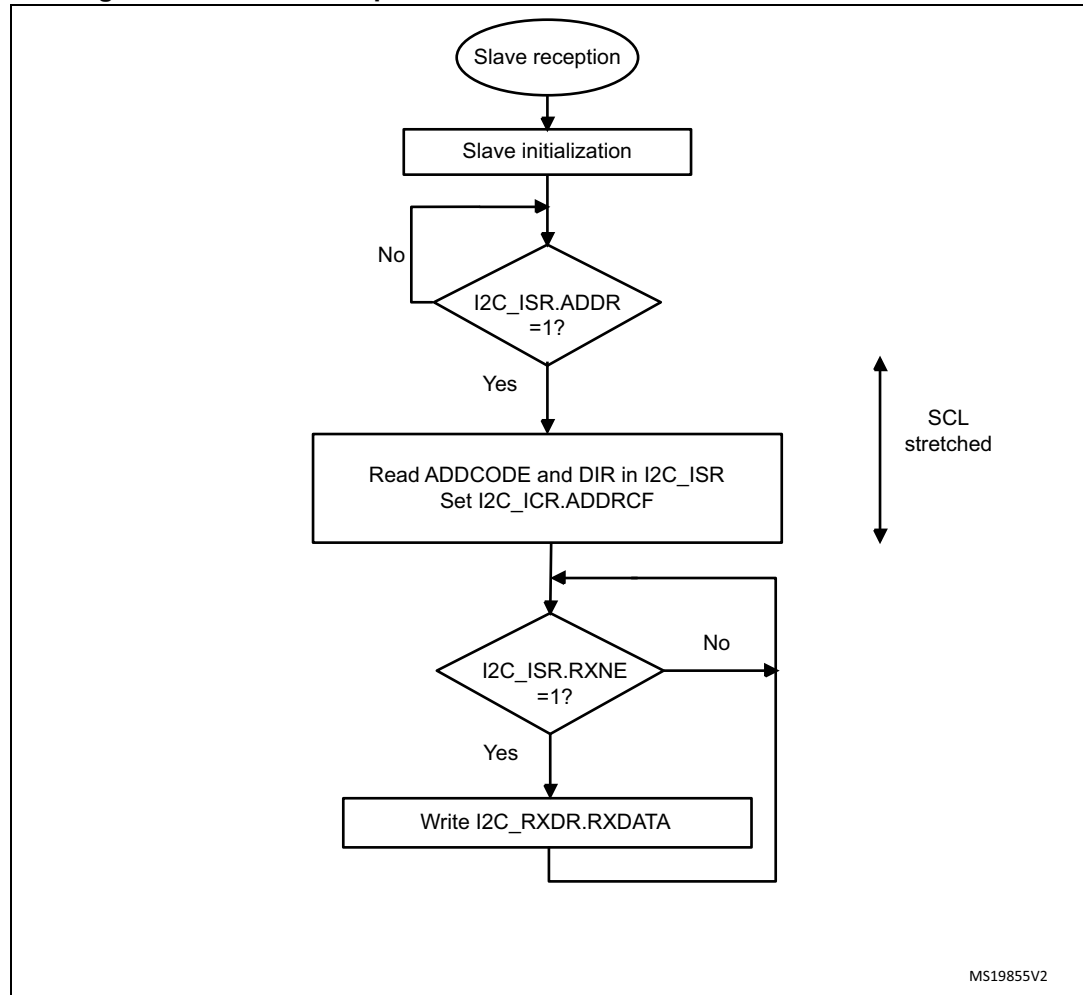 Slave reception
Slave initialization
No
I2C_ISR.ADDR
=1?
Yes
SCL
stretched
Read ADDCODE and DIR in I2C_ISR
Set I2C_ICR.ADDRCF
No
I2C_ISR.RXNE
=1?
Yes
Write I2C_RXDR.RXDATA
MS19855V2